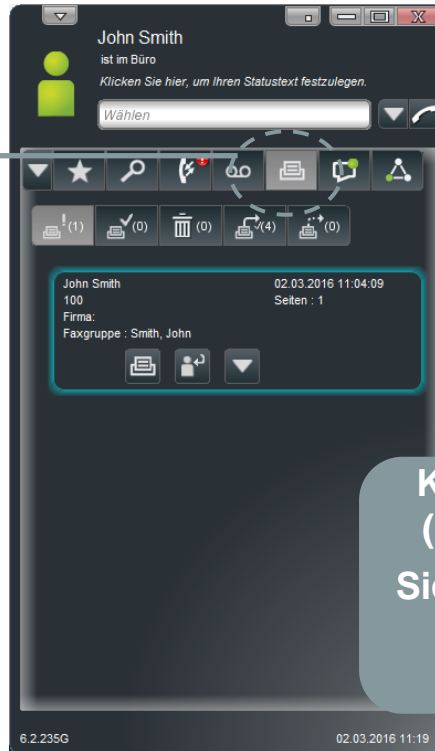 John Smith
ist im Büro
Klicken Sie hier, um Ihren Statustext festzulegen.
Wählen
(1) (0) (0) (4) (0)
John Smith 02.03.2016 11:04:09
100 Seiten : 1
Firma:
Faxgruppe : Smith, John
K
(
Sie
6.2.235G 02.03.2016 11:19